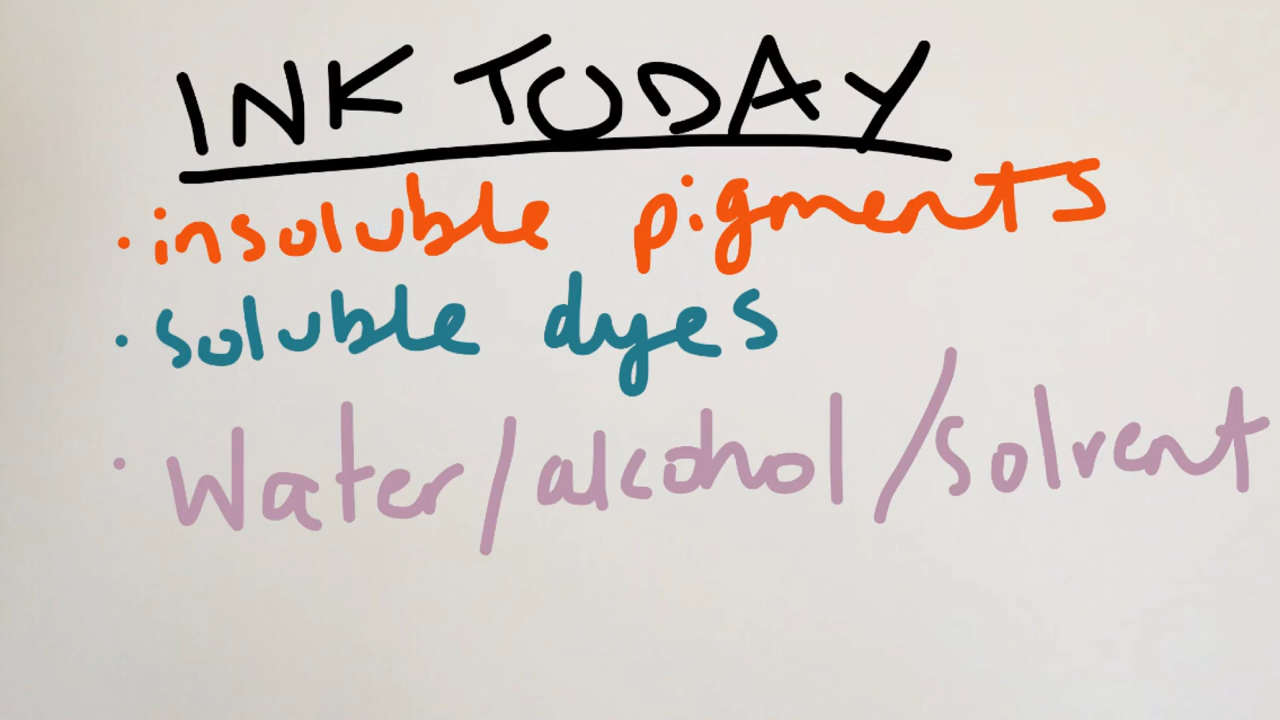 INK TODAY
· insoluble pigments
· soluble dyes
· Water/alcohol/solvent